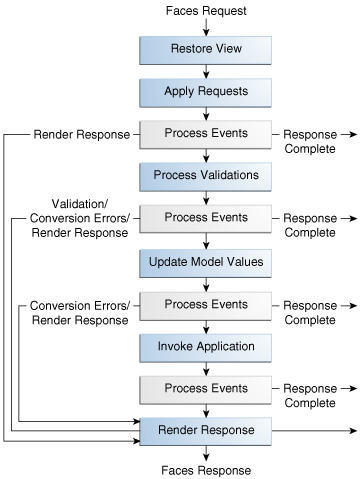 Faces Request
Restore View
Apply Requests
Render Response
Process Events
Response
Complete
Process Validations
Validation/
Conversion Errors/
Render Response
Process Events
Response
Complete
Update Model Values
Conversion Errors/
Render Response
Process Events
Response
Complete
Invoke Application
Process Events
Response
Complete
Render Response
Faces Response